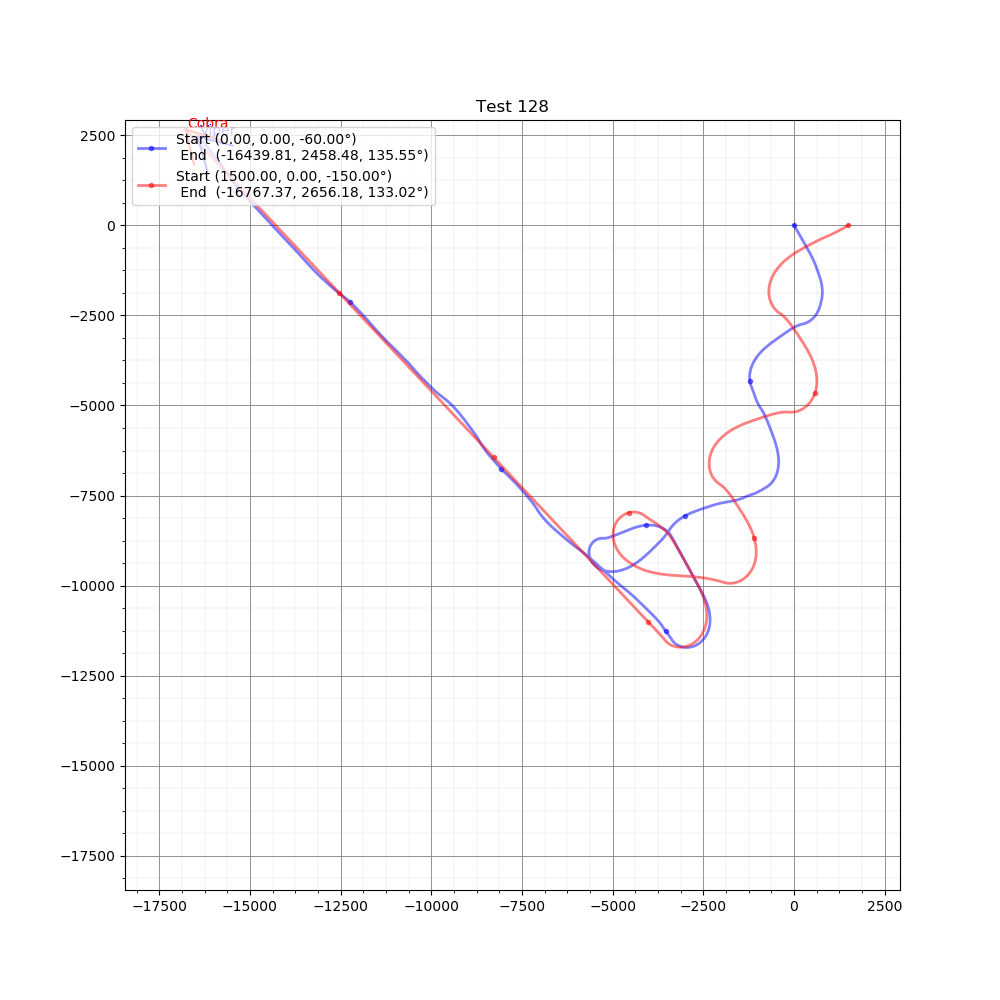 Test 128
Cobra
Viper
Start (0.00, 0.00, -60.00°)
End (-16439.81, 2458.48, 135.55°)
Start (1500.00, 0.00, -150.00°)
End (-16767.37, 2656.18, 133.02°)
2500
0
−2500
−5000
−7500
−10000
−12500
−15000
−17500
−17500 −15000 −12500 −10000 −7500 −5000 −2500 0 2500